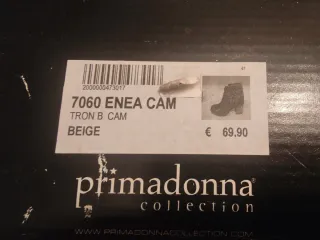 2000000473017
7060 ENEA CAM
TRON B CAM
BEIGE
€ 69,90
primadonna
collection
WWW.PRIMADONNACOLLECTION.COM